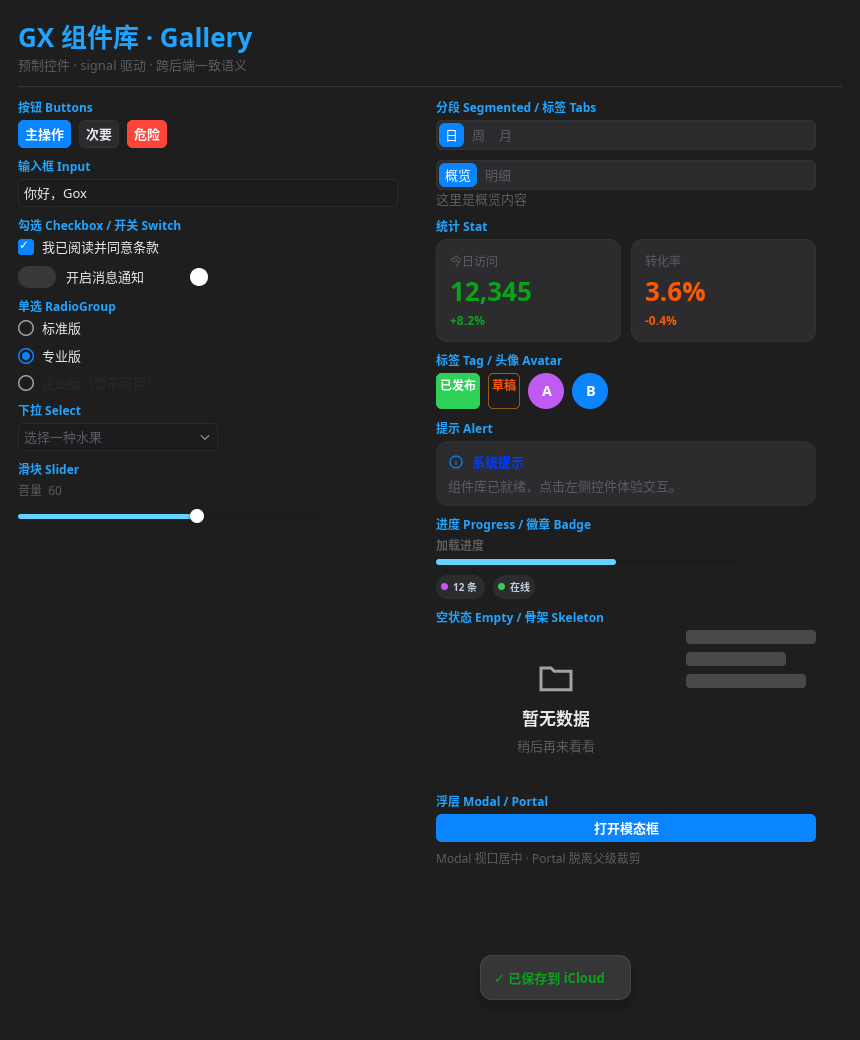 GX 组件库 · Gallery
预制控件 · signal 驱动 · 跨后端一致语义
按钮 Buttons
主操作 次要 危险
输入框 Input
你好，Gox
勾选 Checkbox / 开关 Switch
我已阅读并同意条款
开启消息通知
单选 RadioGroup
标准版
专业版
企业版（暂不可用）
下拉 Select
选择一种水果
滑块 Slider
音量 60
分段 Segmented / 标签 Tabs
日 周 月
概览 明细
这里是概览内容
统计 Stat
今日访问 转化率
12,345 3.6%
+8.2% -0.4%
标签 Tag / 头像 Avatar
已发布 草稿 A B
提示 Alert
系统提示
组件库已就绪，点击左侧控件体验交互。
进度 Progress / 徽章 Badge
加载进度
12 条 在线
空状态 Empty / 骨架 Skeleton
暂无数据
稍后再来看看
浮层 Modal / Portal
打开模态框
Modal 视口居中 · Portal 脱离父级裁剪
✓ 已保存到 iCloud